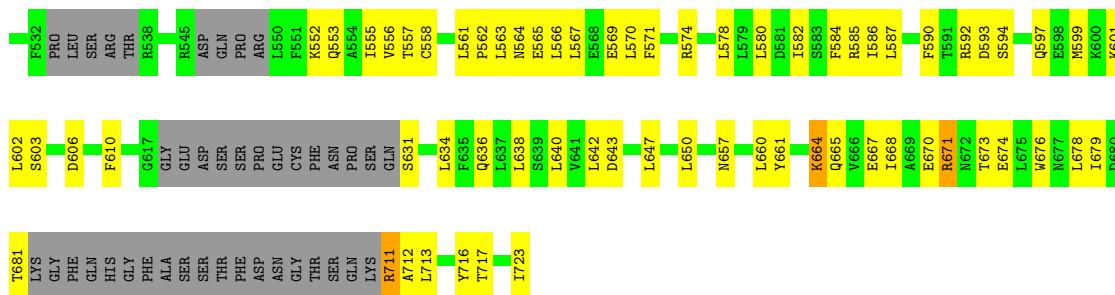 F532 PRO LEU SER ARG THR R538 R545 ASP GLN PRO ARG L550 F551 K552 Q553 A554 I555 V556 T557 C558 L561 P562 L563 N564 E565 L566 L567 E568 E569 L570 F571 R574 L578 L579 L580 D581 I582 S583 F584 R585 I586 L587 F590 T591 R592 D593 S594 Q597 E598 M599 K600 K601
L602 S603 D606 F610 G617 GLY GLU ASP SER SER PRO GLU CYS PHE ASN PRO SER GLN S631 L634 F635 Q636 L637 L638 S639 L640 V641 L642 D643 L647 L650 N657 L660 Y661 K664 Q665 V666 E667 I668 A669 E670 R671 N672 T673 E674 L675 W676 N677 L678 I679
T681 LYS GLY PHE GLN HIS GLY PHE ALA SER SER THR PHE ASP ASN GLY THR SER GLN LYS R711 A712 L713 Y716 T717 I723